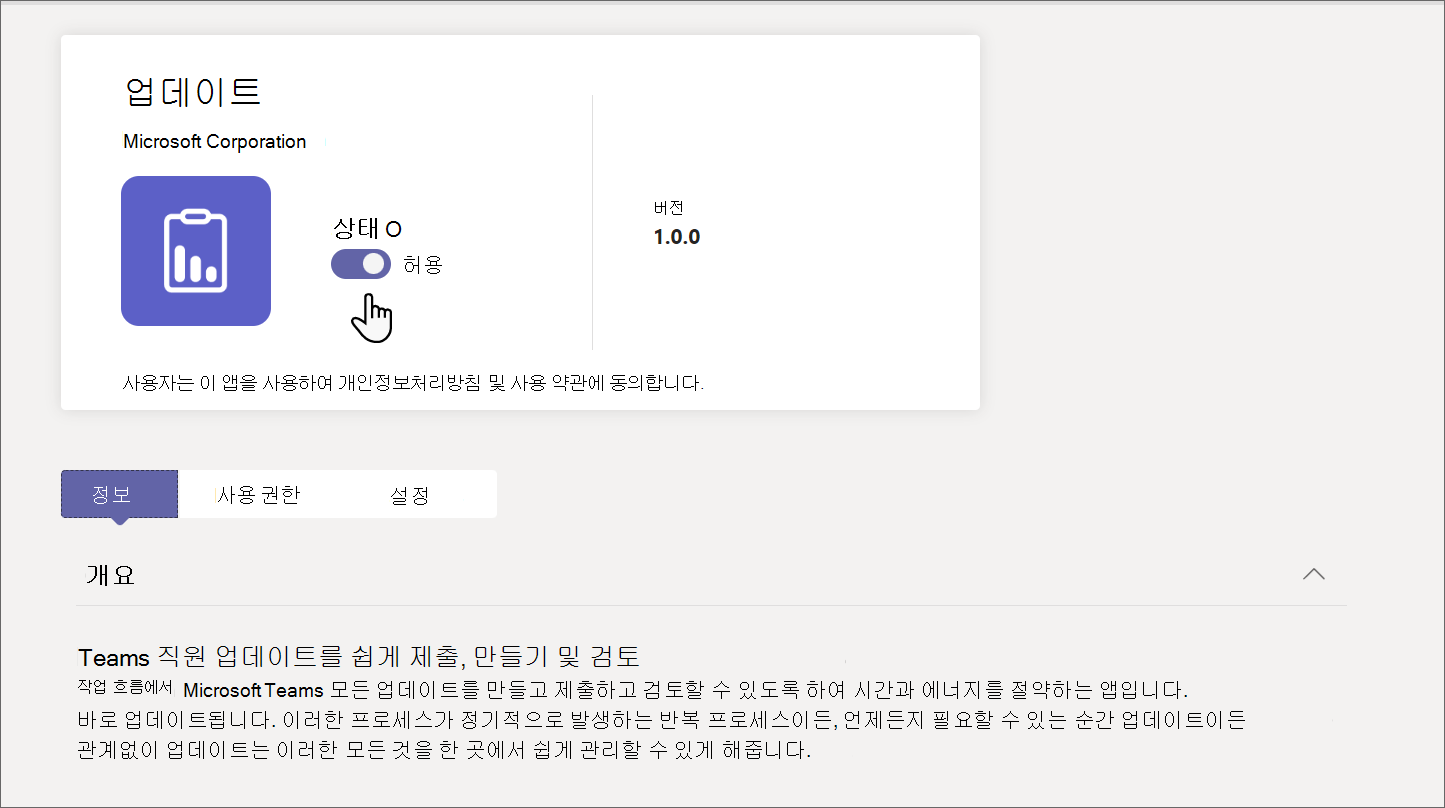 업데이트
Microsoft Corporation
상태 O
허용
버전
1.0.0
사용자는 이 앱을 사용하여 개인정보처리방침 및 사용 약관에 동의합니다.
정보 사용 권한 설정
개요
Teams 직원 업데이트를 쉽게 제출, 만들기 및 검토
작업 흐름에서 Microsoft Teams 모든 업데이트를 만들고 제출하고 검토할 수 있도록 하여 시간과 에너지를 절약하는 앱입니다.
바로 업데이트됩니다. 이러한 프로세스가 정기적으로 발생하는 반복 프로세스이든, 언제든지 필요할 수 있는 순간 업데이트이든
관계없이 업데이트는 이러한 모든 것을 한 곳에서 쉽게 관리할 수 있게 해줍니다.